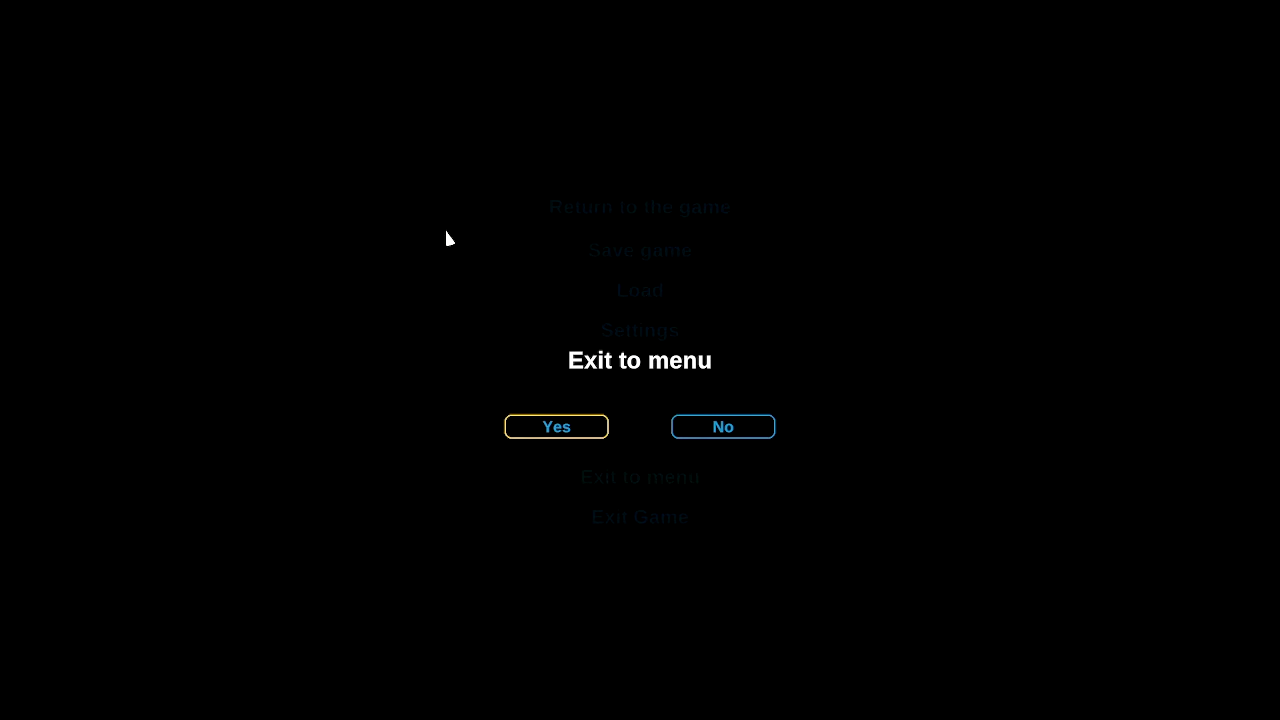 Return to the game
Save game
Load
Settings
Exit to menu
Yes No
Exit to menu
Exit Game